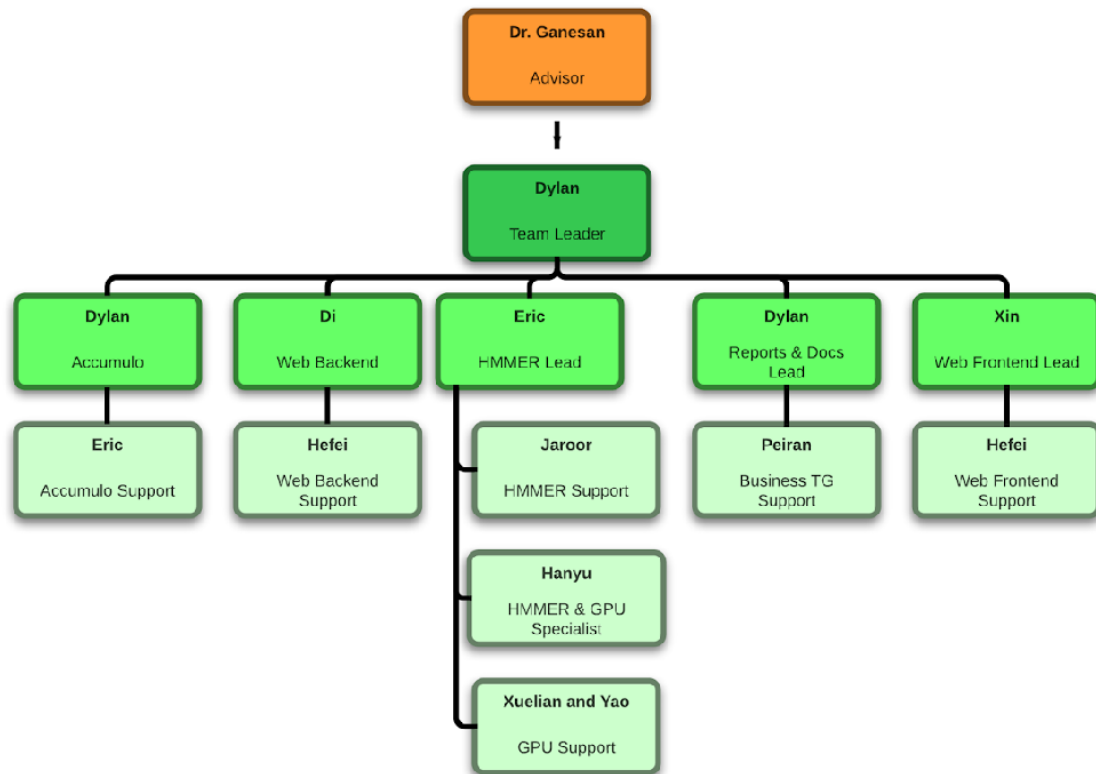 Dr. Ganesan
Advisor
Dylan
Team Leader
Dylan
Accumulo
Di
Web Backend
Eric
HMMER Lead
Dylan
Reports & Docs
Lead
Xin
Web Frontend Lead
Eric
Accumulo Support
Hefei
Web Backend
Support
Jaroor
HMMER Support
Peiran
Business TG
Support
Hefei
Web Frontend
Support
Hanyu
HMMER & GPU
Specialist
Xuelian and Yao
GPU Support